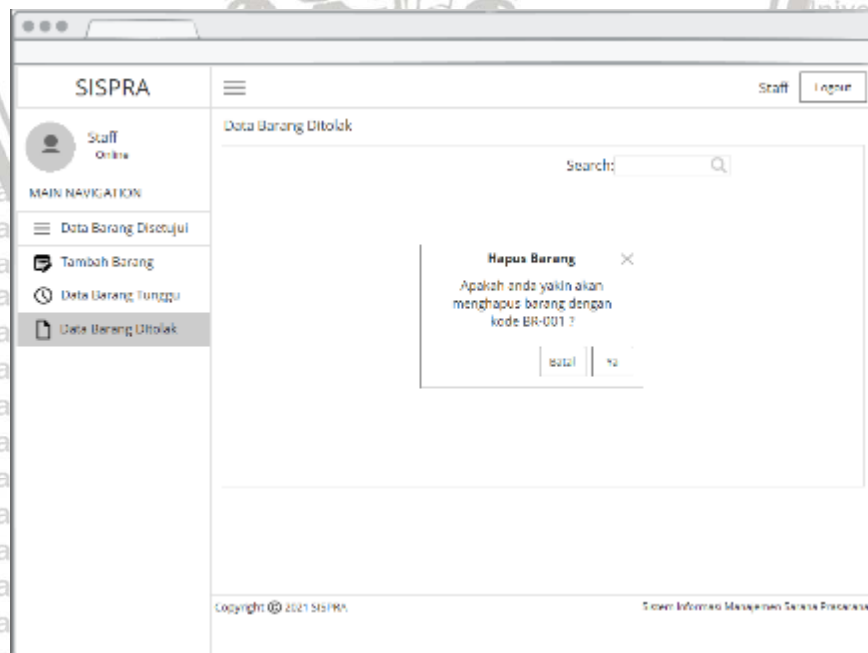 SISPRA
Staff
Logout
Staff
Online
Data Barang Ditolak
Search:
MAIN NAVIGATION
Data Barang Disetujui
Tambah Barang
Data Barang Tunggu
Data Barang Ditolak
Hapus Barang
Apakah anda yakin akan
menghapus barang dengan
kode BR-001 ?
Batal
Ya
Copyright © 2021 SISPRA
Sistem Informasi Manajemen Sarana Prasarana